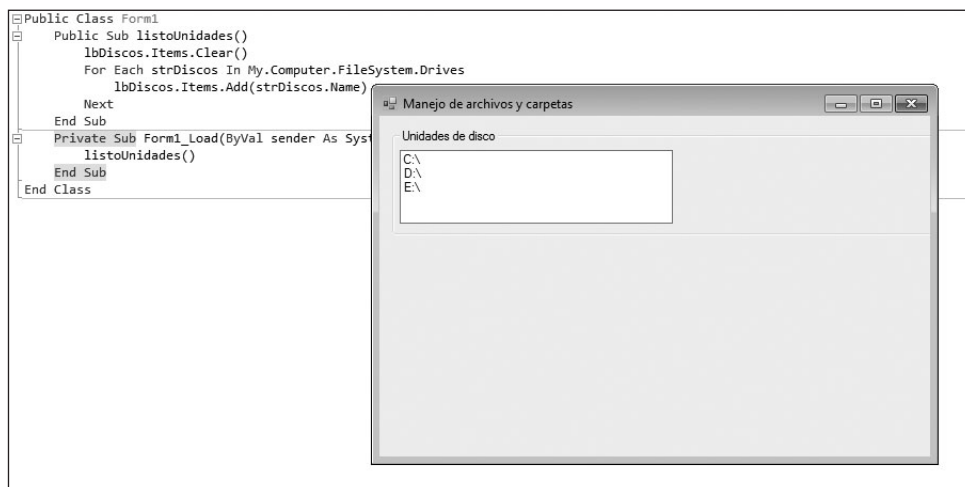 Public Class Form1
Public Sub listoUnidades()
lbDiscos.Items.Clear()
For Each strDiscos In My.Computer.FileSystem.Drives
lbDiscos.Items.Add(strDiscos.Name)
Next
End Sub
Private Sub Form1_Load(ByVal sender As Syst
listoUnidades()
End Sub
End Class
Manejo de archivos y carpetas
Unidades de disco
C:\
D:\
E:\